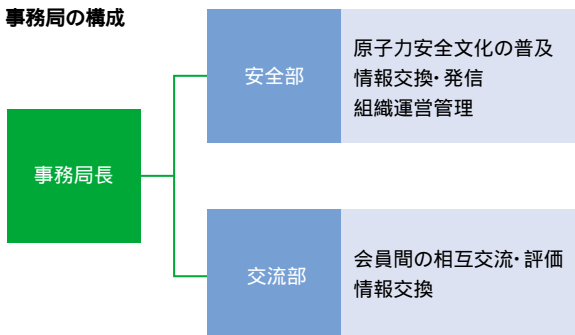 事務局の構成
事務局長
安全部
原子力安全文化の普及
情報交換・発信
組織運営管理
交流部
会員間の相互交流・評価
情報交換